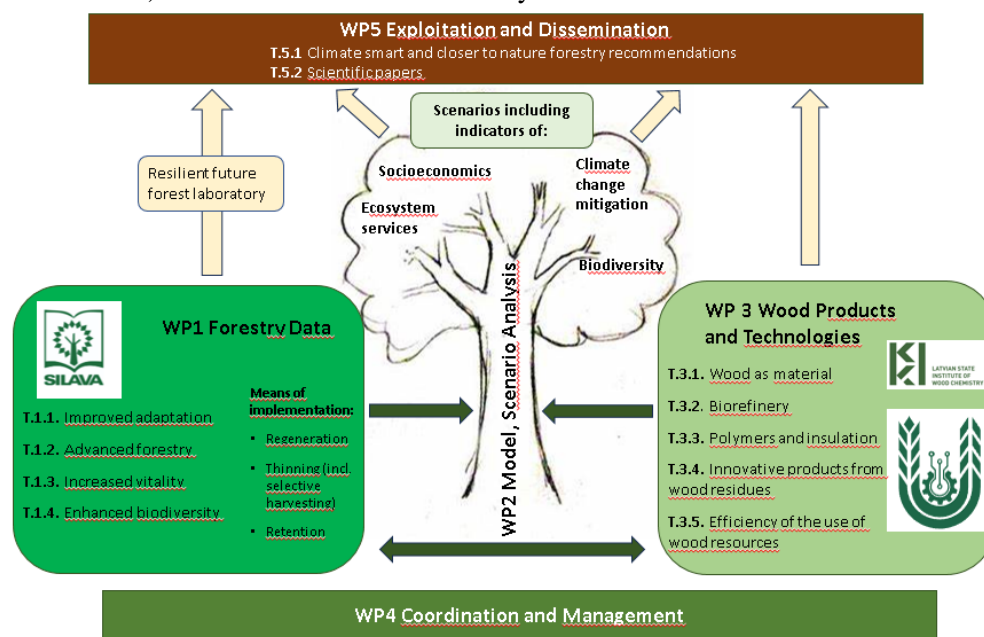 WP5 Exploitation and Dissemination
T.5.1 Climate smart and closer to nature forestry recommendations
T.5.2 Scientific papers
Scenarios including
indicators of:
Resilient future
forest laboratory
Socioeconomics
Ecosystem
services
Climate
change
mitigation
Biodiversity
WP2 Model, Scenario Analysis
SILAVA
WP1 Forestry Data
T.1.1. Improved adaptation
T.1.2. Advanced forestry
T.1.3. Increased vitality
T.1.4. Enhanced biodiversity
Means of
implementation:
• Regeneration
• Thinning (incl.
selective
harvesting)
• Retention
WP 3 Wood Products
and Technologies
LATVIAN STATE
INSTITUTE OF
WOOD CHEMISTRY
T.3.1. Wood as material
T.3.2. Biorefinery
T.3.3. Polymers and insulation
T.3.4. Innovative products from
wood residues
T.3.5. Efficiency of the use of
wood resources
WP4 Coordination and Management